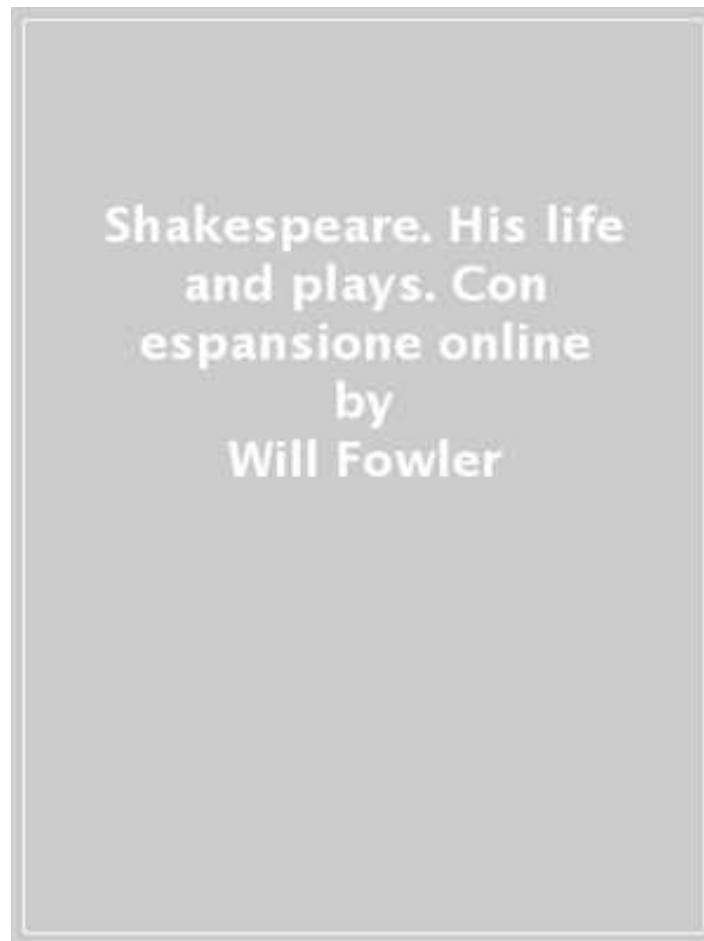 Shakespeare. His life
and plays. Con
espansione online
by
Will Fowler